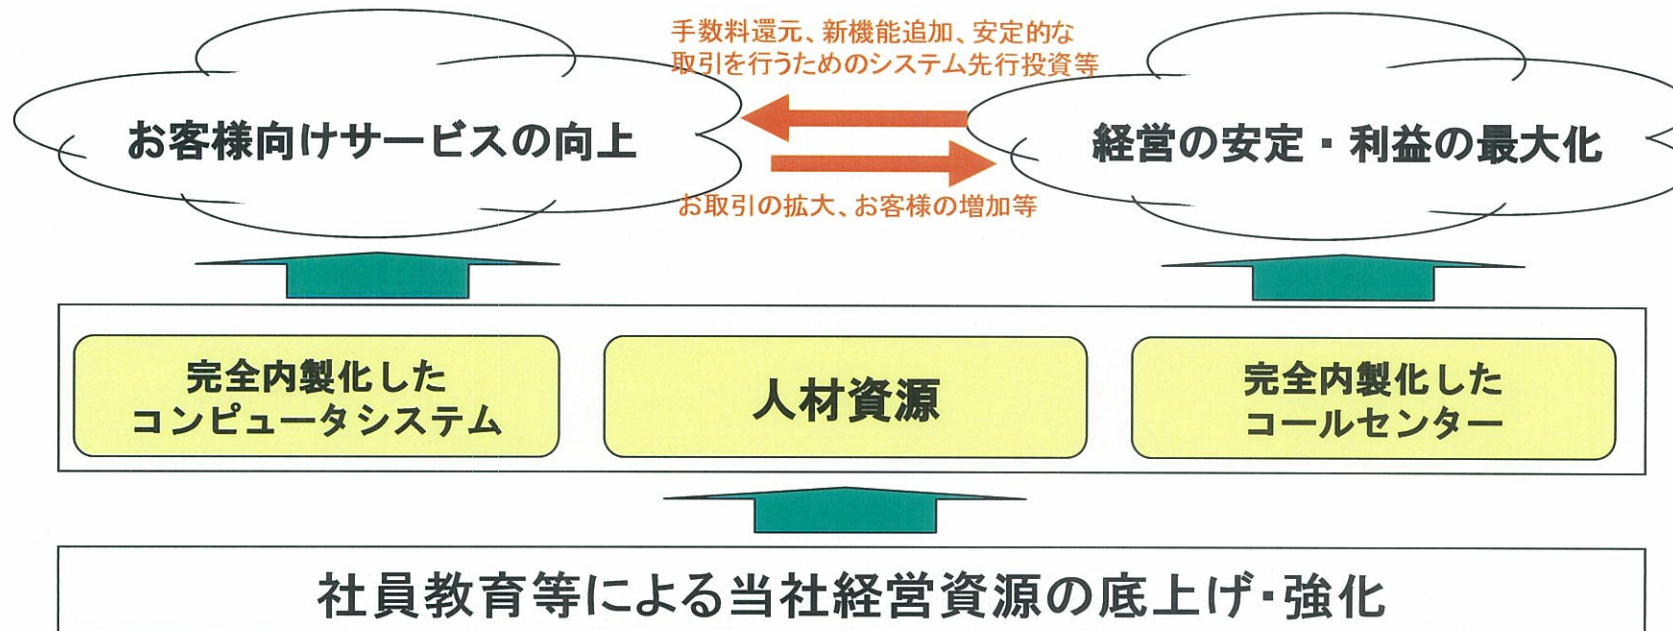 手数料還元、新機能追加、安定的な
取引を行うためのシステム先行投資等
お客様向けサービスの向上
経営の安定・利益の最大化
お取引の拡大、お客様の増加等
完全内製化した
コンピュータシステム
人材資源
完全内製化した
コールセンター
社員教育等による当社経営資源の底上げ・強化